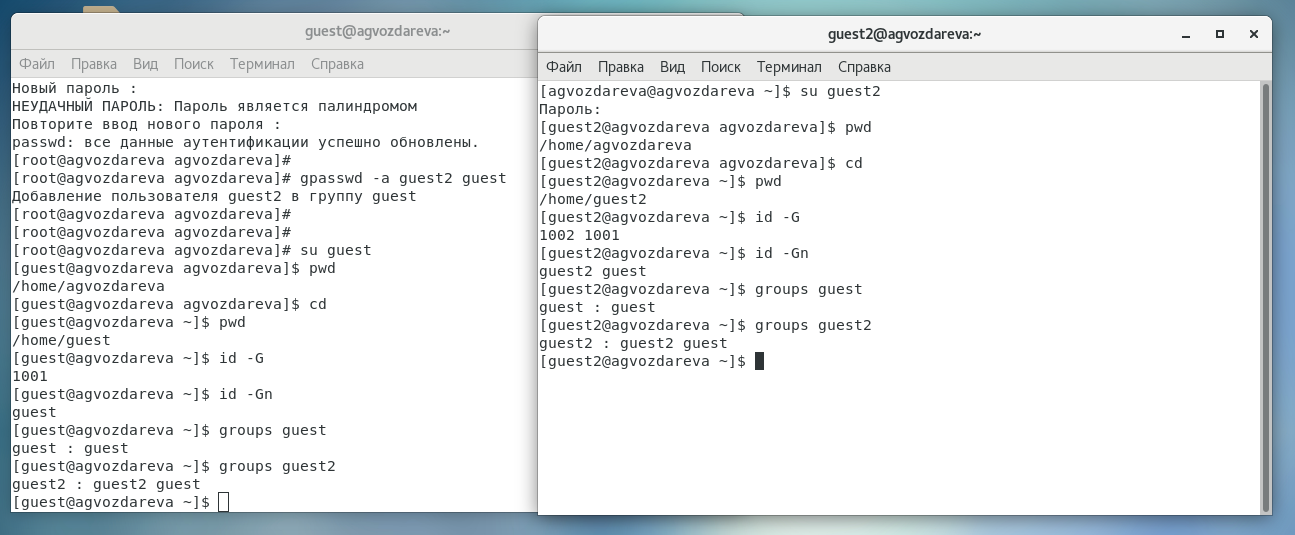 guest@agvozdareva:~
Файл Правка Вид Поиск Терминал Справка
Новый пароль :
НЕУДАЧНЫЙ ПАРОЛЬ: Пароль является палиндромом
Повторите ввод нового пароля :
passwd: все данные аутентификации успешно обновлены.
[root@agvozdareva agvozdareva]#
[root@agvozdareva agvozdareva]# gpasswd -a guest2 guest
Добавление пользователя guest2 в группу guest
[root@agvozdareva agvozdareva]#
[root@agvozdareva agvozdareva]#
[root@agvozdareva agvozdareva]# su guest
[guest@agvozdareva agvozdareva]$ pwd
/home/agvozdareva
[guest@agvozdareva agvozdareva]$ cd
[guest@agvozdareva ~]$ pwd
/home/guest
[guest@agvozdareva ~]$ id -G
1001
[guest@agvozdareva ~]$ id -Gn
guest
[guest@agvozdareva ~]$ groups guest
guest : guest
[guest@agvozdareva ~]$ groups guest2
guest2 : guest2 guest
[guest@agvozdareva ~]$
guest2@agvozdareva:~
Файл Правка Вид Поиск Терминал Справка
[agvozdareva@agvozdareva ~]$ su guest2
Пароль:
[guest2@agvozdareva agvozdareva]$ pwd
/home/agvozdareva
[guest2@agvozdareva agvozdareva]$ cd
[guest2@agvozdareva ~]$ pwd
/home/guest2
[guest2@agvozdareva ~]$ id -G
1002 1001
[guest2@agvozdareva ~]$ id -Gn
guest2 guest
[guest2@agvozdareva ~]$ groups guest
guest : guest
[guest2@agvozdareva ~]$ groups guest2
guest2 : guest2 guest
[guest2@agvozdareva ~]$